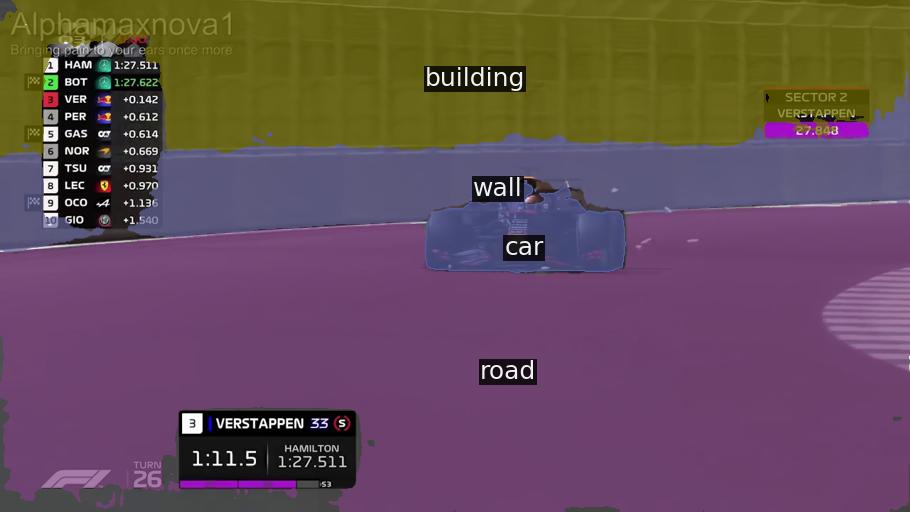 Alphamaxnova1
Bringing pain to your ears once more
1 HAM 1:27.511
2 BOT 1:27.622
3 VER +0.142
4 PER +0.612
5 GAS +0.614
6 NOR +0.669
7 TSU +0.931
8 LEC +0.970
9 OCO +1.136
10 GIO +1.540
building
SECTOR 2
VERSTAPPEN
27.848
wall
car
road
3 VERSTAPPEN 33 S
1:11.5
HAMILTON
1:27.511
S3
F1
TURN
26